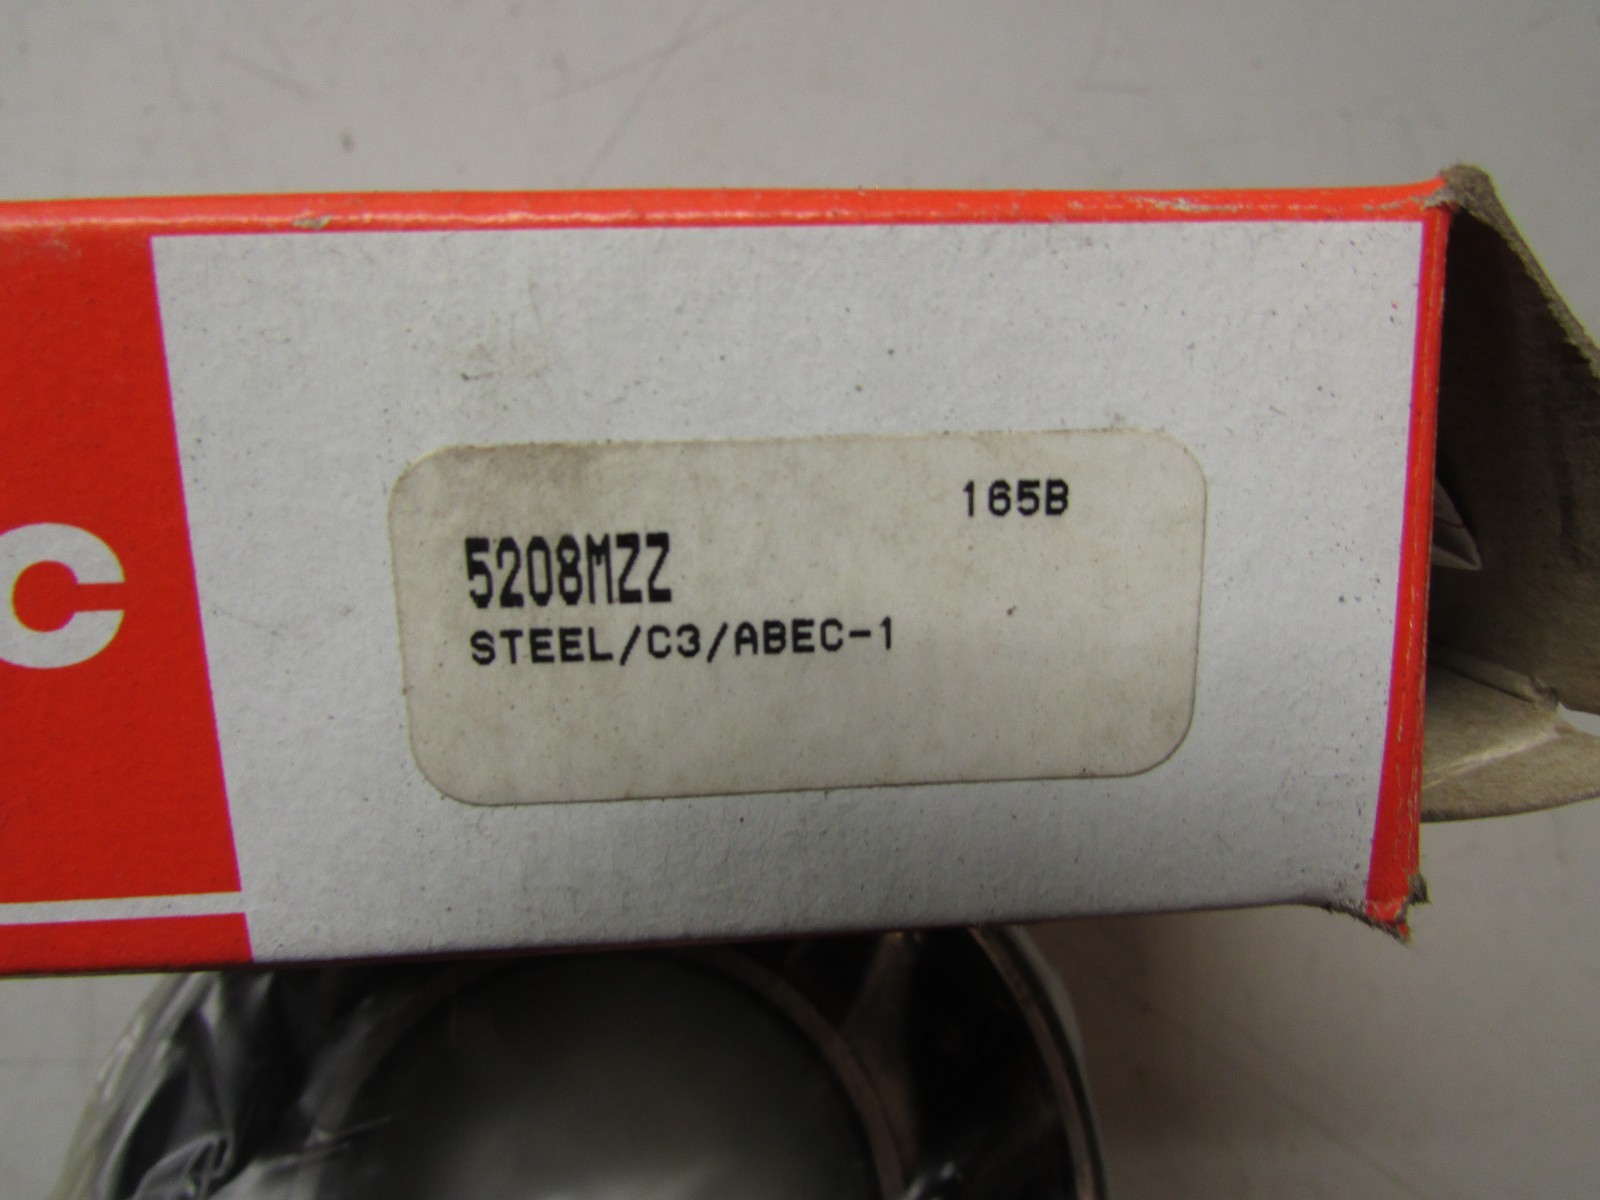 C
165B
5208MZZ
STEEL/C3/ABEC-1